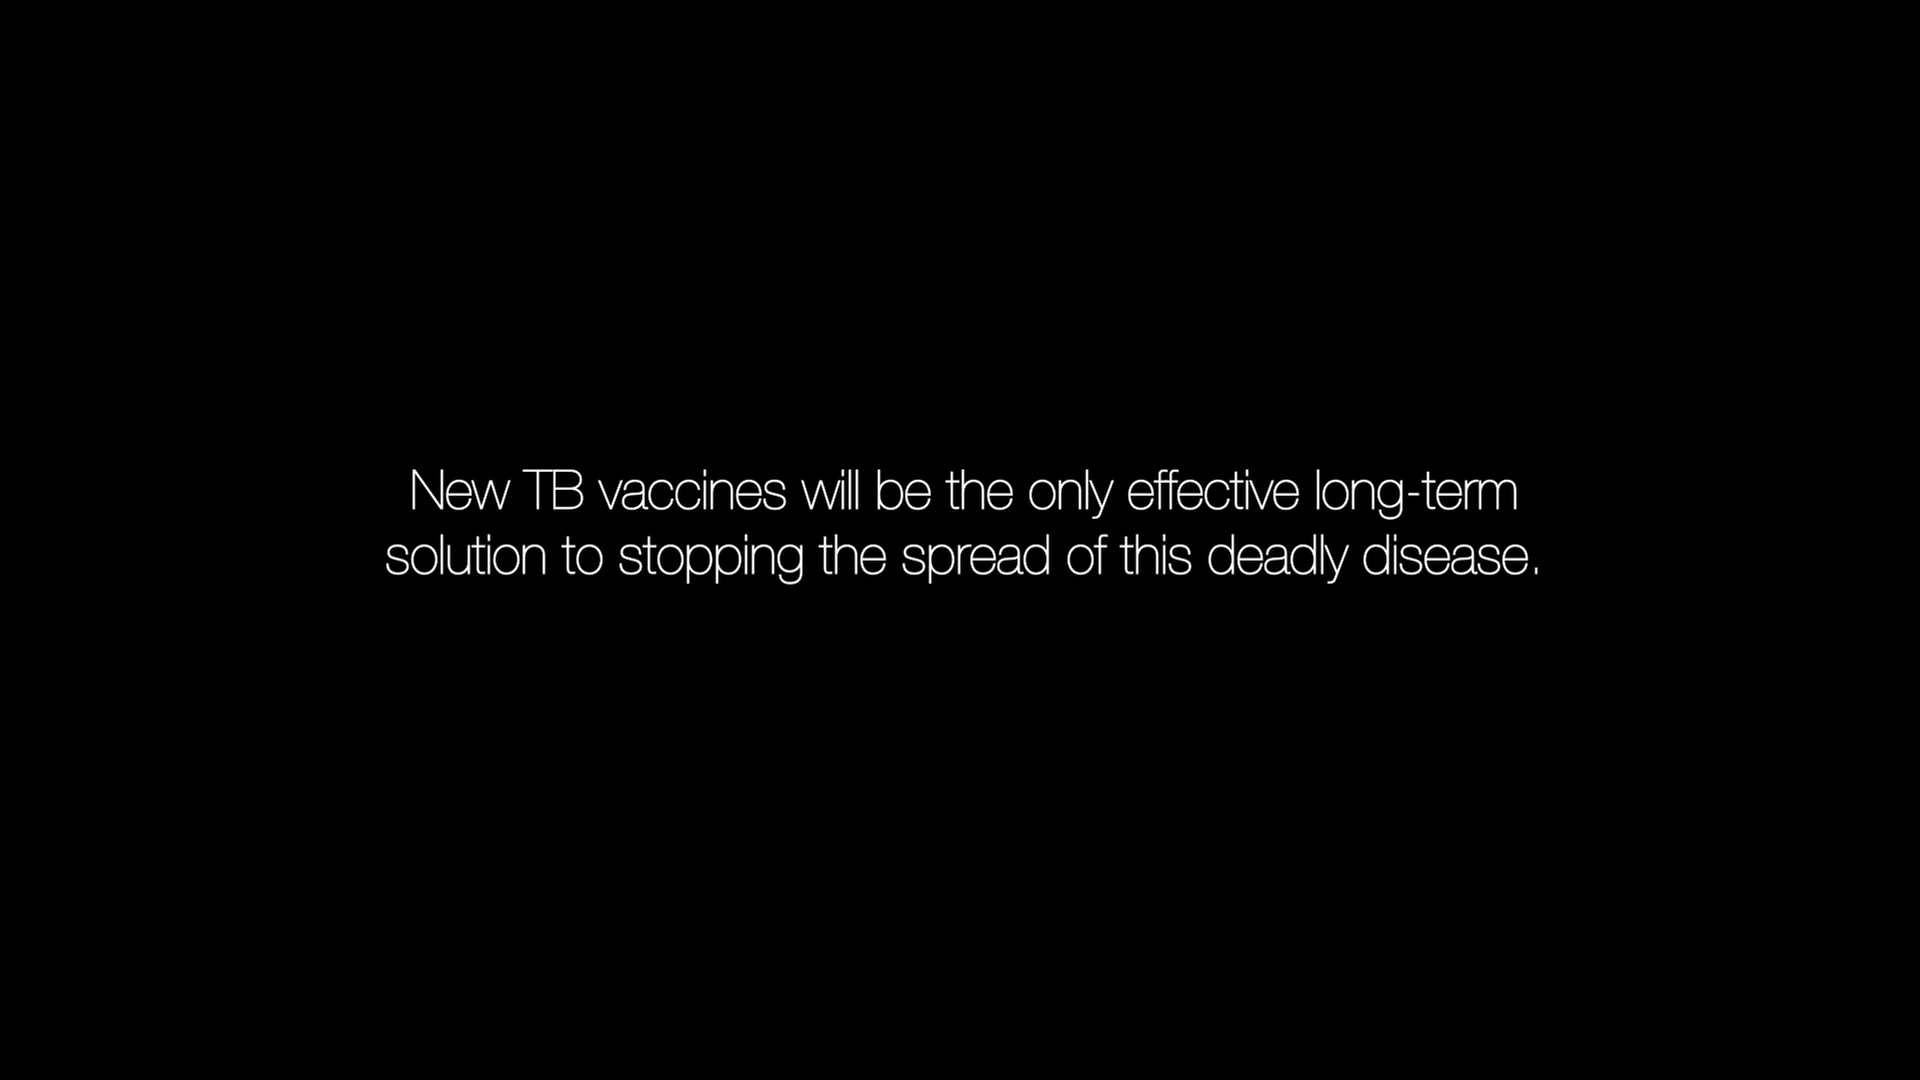 New TB vaccines will be the only effective long-term
solution to stopping the spread of this deadly disease.